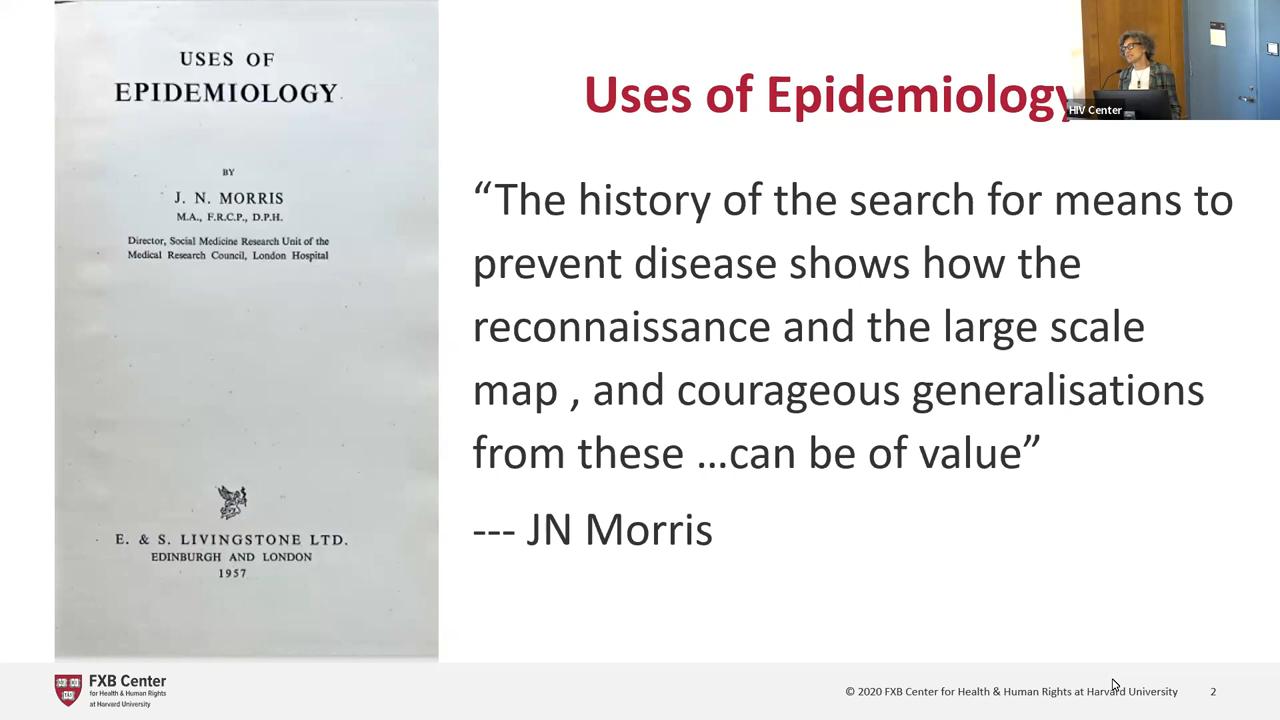 USES OF
EPIDEMIOLOGY
BY
J. N. MORRIS
M.A., F.R.C.P., D.P.H.
Director, Social Medicine Research Unit of the
Medical Research Council, London Hospital
E. & S. LIVINGSTONE LTD.
EDINBURGH AND LONDON
1957
Uses of Epidemiology
HIV Center
“The history of the search for means to
prevent disease shows how the
reconnaissance and the large scale
map , and courageous generalisations
from these …can be of value”
--- JN Morris
FXB Center
for Health & Human Rights
at Harvard University
© 2020 FXB Center for Health & Human Rights at Harvard University
2